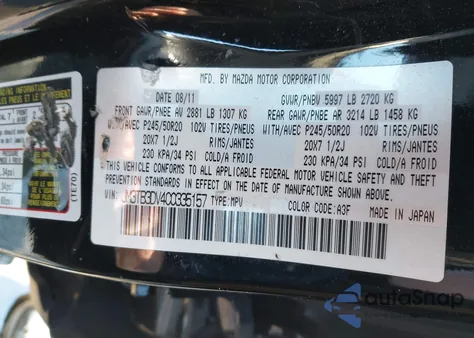 MFD. BY MAZDA MOTOR CORPORATION
DATE 08/11 GVWR/PNBV 5997 LB 2720 KG
FRONT GAWR/PNBE AV 2881 LB 1307 KG REAR GAWR/PNBE AR 3214 LB 1458 KG
WITH/AVEC P245/50R20 102V TIRES/PNEUS WITH/AVEC P245/50R20 102V TIRES/PNEUS
20X7 1/2J RIMS/JANTES 20X7 1/2J RIMS/JANTES
230 KPA/34 PSI COLD/A FROID 230 KPA/34 PSI COLD/A FROID
THIS VEHICLE CONFORMS TO ALL APPLICABLE FEDERAL MOTOR VEHICLE SAFETY AND THEFT
PREVENTION STANDARDS IN EFFECT ON THE DATE OF MANUFACTURE SHOWN ABOVE.
VIN: TYPE: MPV COLOR CODE: A3F MADE IN JAPAN
(TE70)
AutoSnap